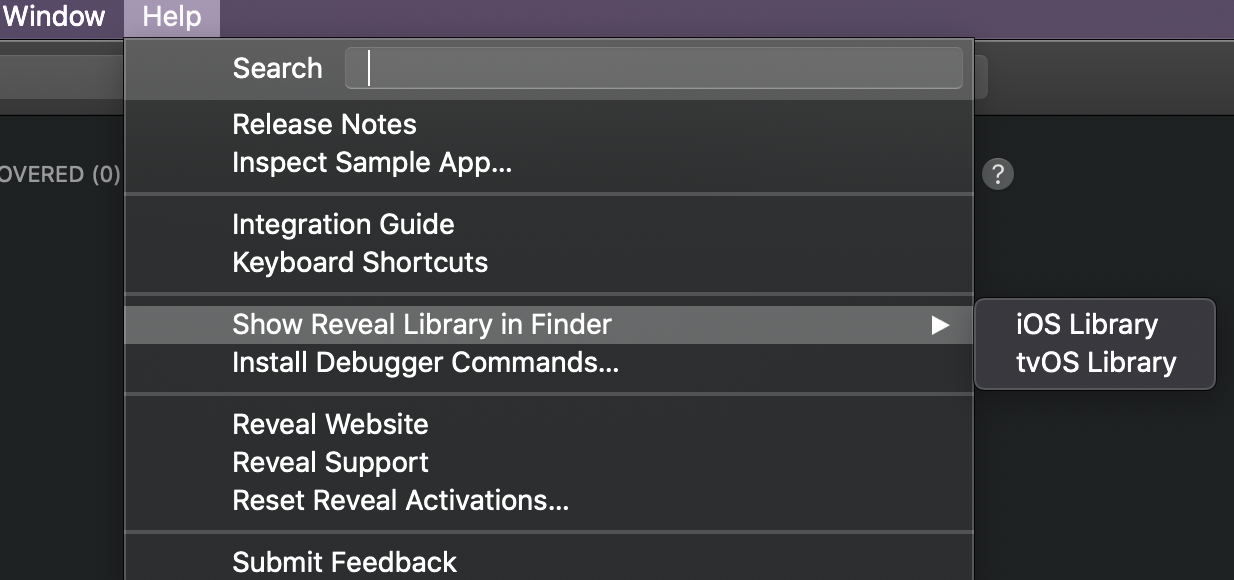 Window Help
Search
Release Notes
Inspect Sample App...
OVERED (0)
?
Integration Guide
Keyboard Shortcuts
Show Reveal Library in Finder
iOS Library
Install Debugger Commands...
tvOS Library
Reveal Website
Reveal Support
Reset Reveal Activations...
Submit Feedback